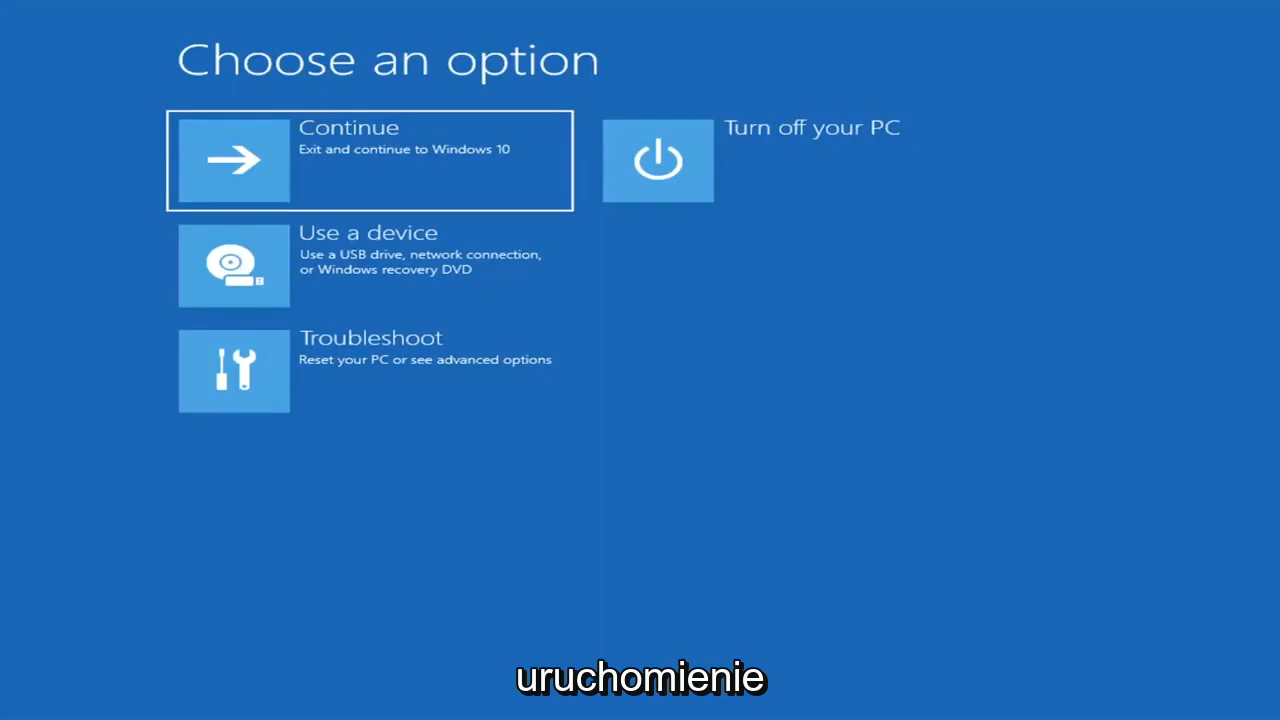 Choose an option
Continue
Exit and continue to Windows 10
Turn off your PC
Use a device
Use a USB drive, network connection,
or Windows recovery DVD
Troubleshoot
Reset your PC or see advanced options
uruchomienie